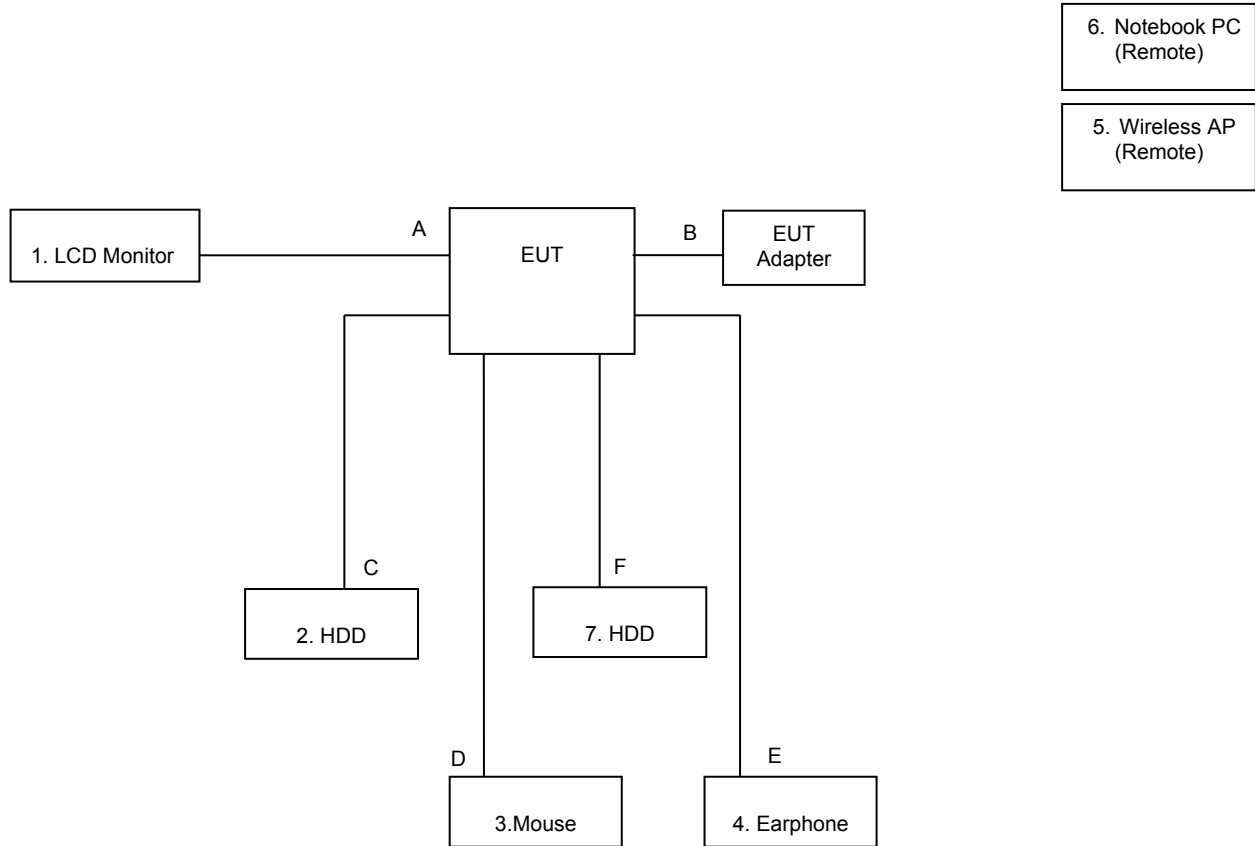 6. Notebook PC
(Remote)
5. Wireless AP
(Remote)
1. LCD Monitor
A
EUT
B
EUT
Adapter
C
2. HDD
F
7. HDD
D
3.Mouse
E
4. Earphone